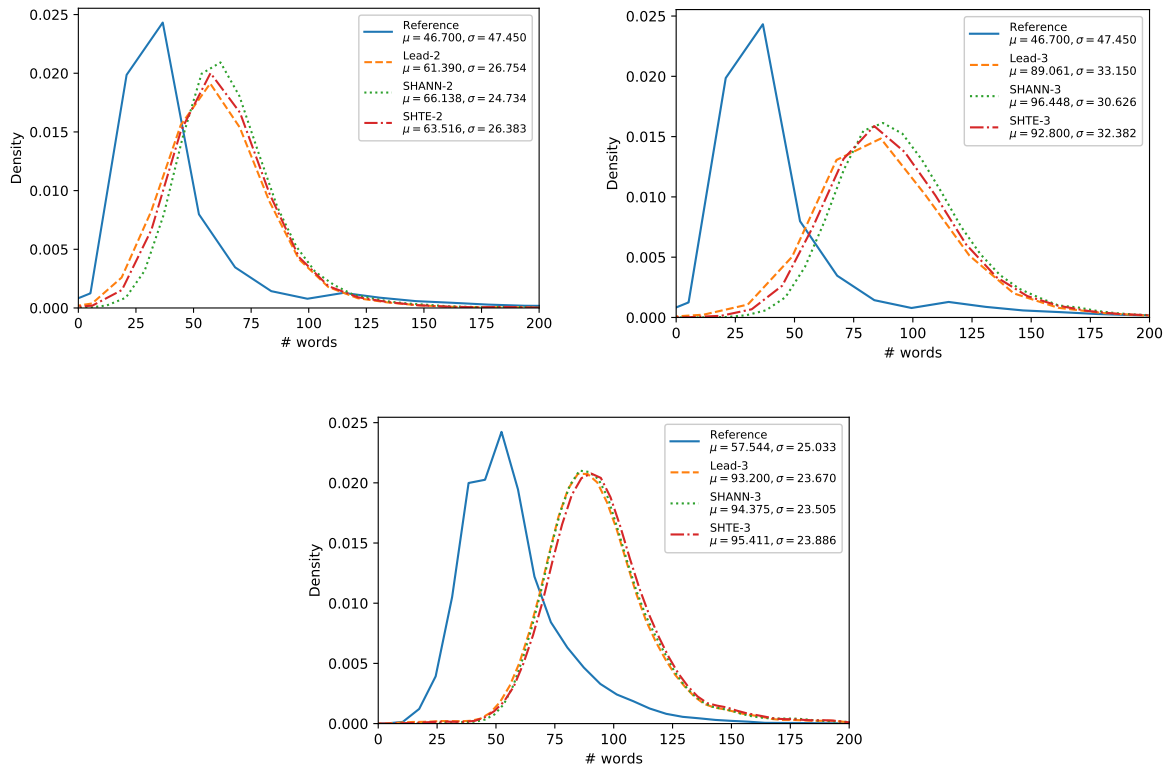 0.025
0.020
0.015
0.010
0.005
0.000
Density
0 25 50 75 100 125 150 175 200
# words
Reference
μ = 46.700, σ = 47.450
Lead-2
μ = 61.390, σ = 26.754
SHANN-2
μ = 66.138, σ = 24.734
SHTE-2
μ = 63.516, σ = 26.383
0.025
0.020
0.015
0.010
0.005
0.000
Density
0 25 50 75 100 125 150 175 200
# words
Reference
μ = 46.700, σ = 47.450
Lead-3
μ = 89.061, σ = 33.150
SHANN-3
μ = 96.448, σ = 30.626
SHTE-3
μ = 92.800, σ = 32.382
0.025
0.020
0.015
0.010
0.005
0.000
Density
0 25 50 75 100 125 150 175 200
# words
Reference
μ = 57.544, σ = 25.033
Lead-3
μ = 93.200, σ = 23.670
SHANN-3
μ = 94.375, σ = 23.505
SHTE-3
μ = 95.411, σ = 23.886